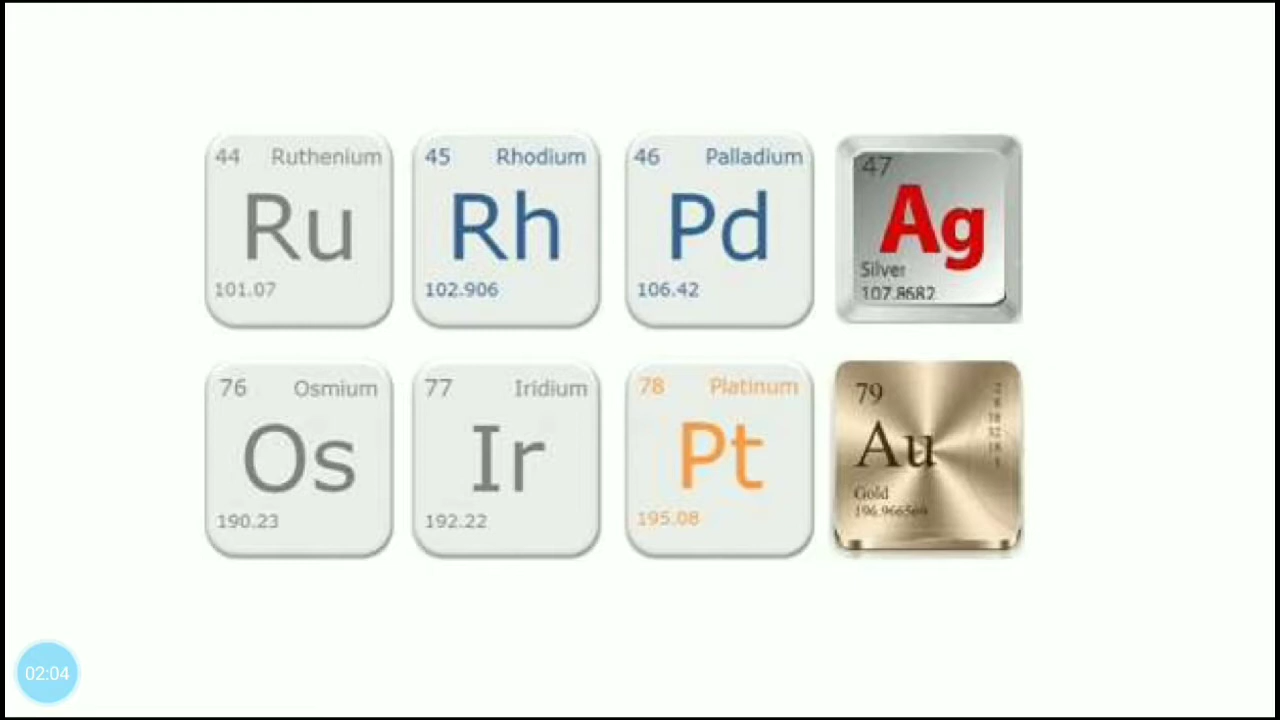 44 Ruthenium
Ru
101.07
45 Rhodium
Rh
102.906
46 Palladium
Pd
106.42
47
Ag
Silver
107.8682
76 Osmium
Os
190.23
77 Iridium
Ir
192.22
78 Platinum
Pt
195.08
79
Au
Gold
196.966569
02:04